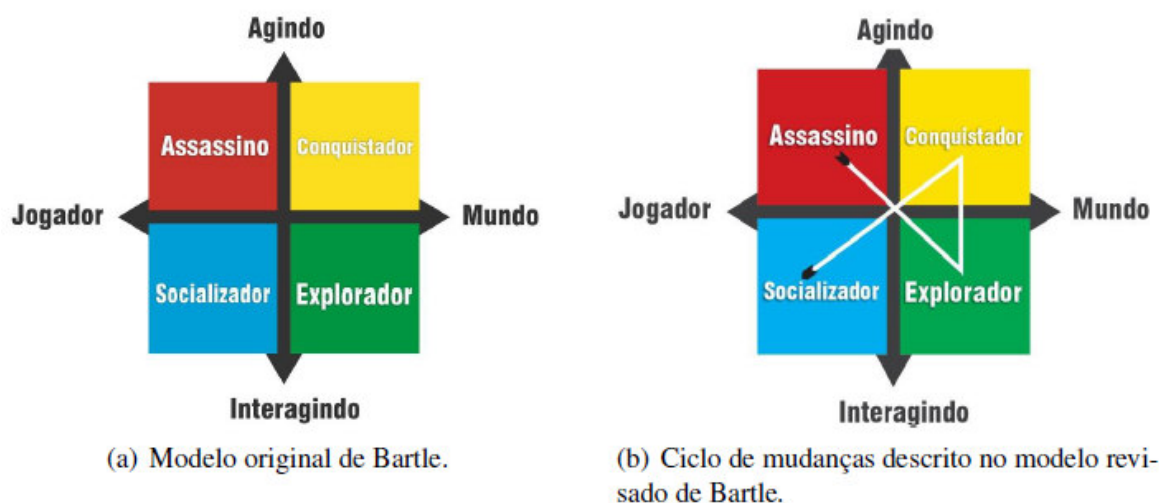 Agindo
Assassino
Conquistador
Jogador
Mundo
Socializador
Explorador
Interagindo
(a) Modelo original de Bartle.
Agindo
Assassino
Conquistador
Jogador
Mundo
Socializador
Explorador
Interagindo
(b) Ciclo de mudanças descrito no modelo revi-
sado de Bartle.